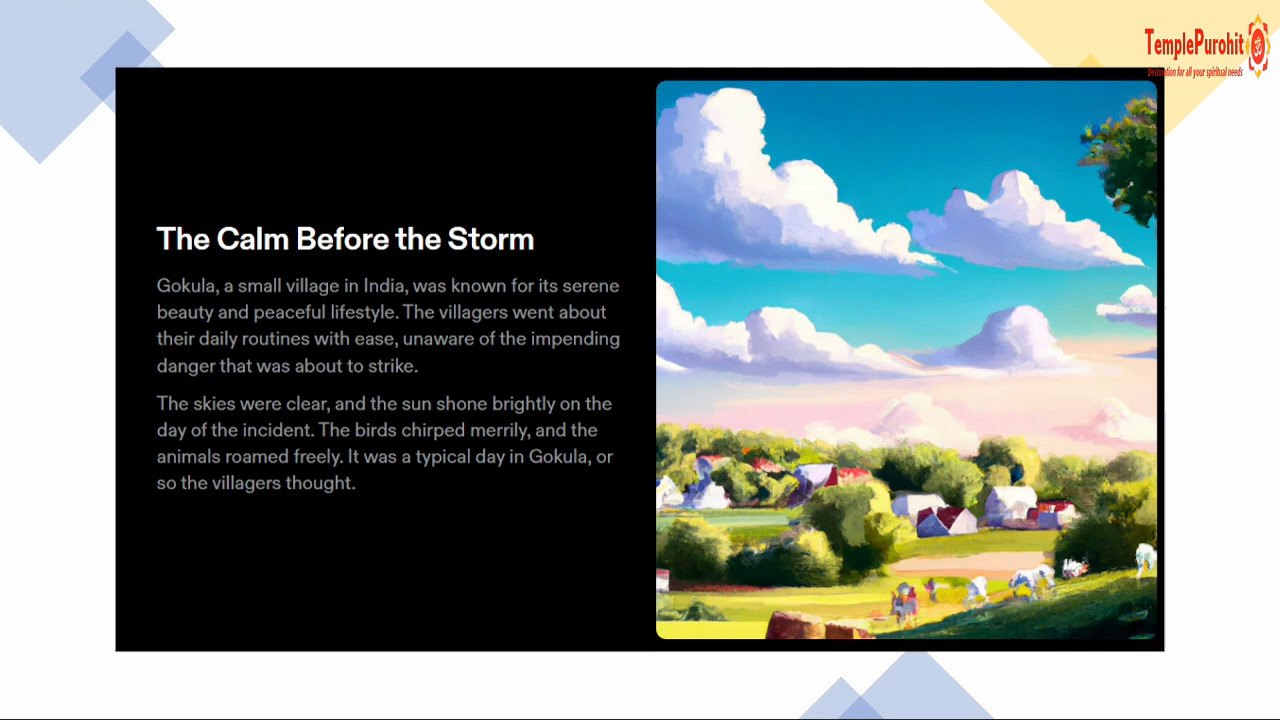 TemplePurohit
Destination for all your spiritual needs
The Calm Before the Storm
Gokula, a small village in India, was known for its serene
beauty and peaceful lifestyle. The villagers went about
their daily routines with ease, unaware of the impending
danger that was about to strike.
The skies were clear, and the sun shone brightly on the
day of the incident. The birds chirped merrily, and the
animals roamed freely. It was a typical day in Gokula, or
so the villagers thought.